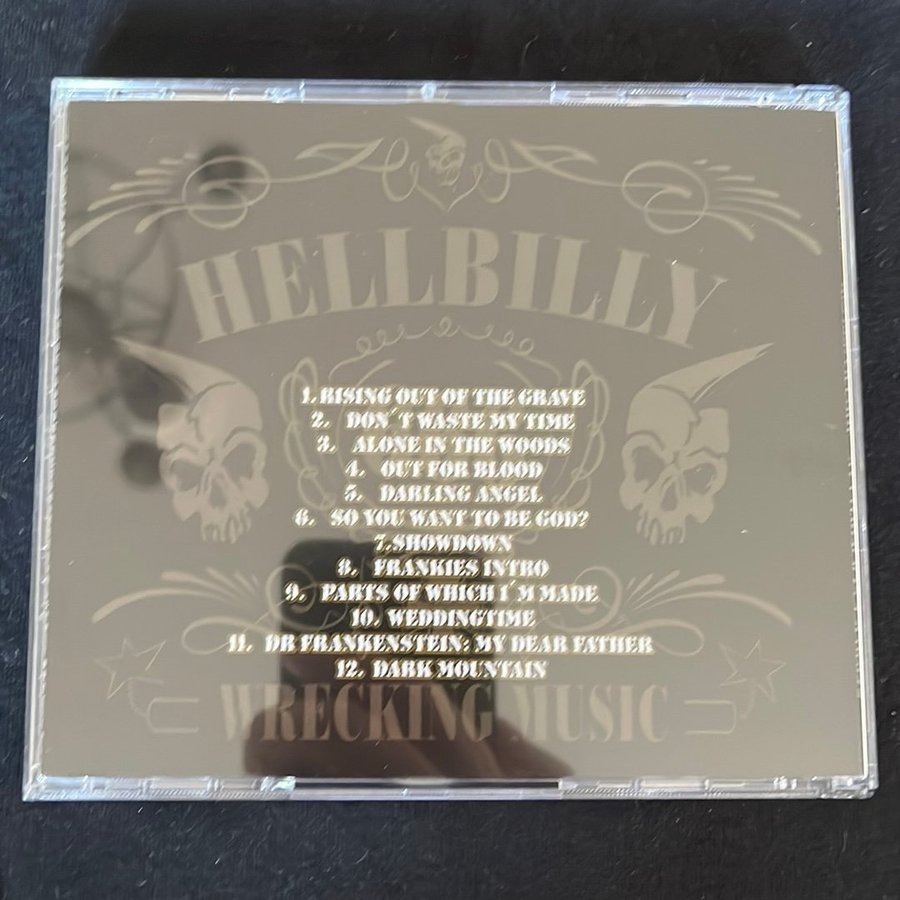 HELLBILLY
1. RISING OUT OF THE GRAVE
2. DON´T WASTE MY TIME
3. ALONE IN THE WOODS
4. OUT FOR BLOOD
5. DARLING ANGEL
6. SO YOU WANT TO BE GOD?
7.SHOWDOWN
8. FRANKIES INTRO
9. PARTS OF WHICH I´M MADE
10. WEDDINGTIME
11. DR FRANKENSTEIN: MY DEAR FATHER
12. DARK MOUNTAIN
WRECKING MUSIC